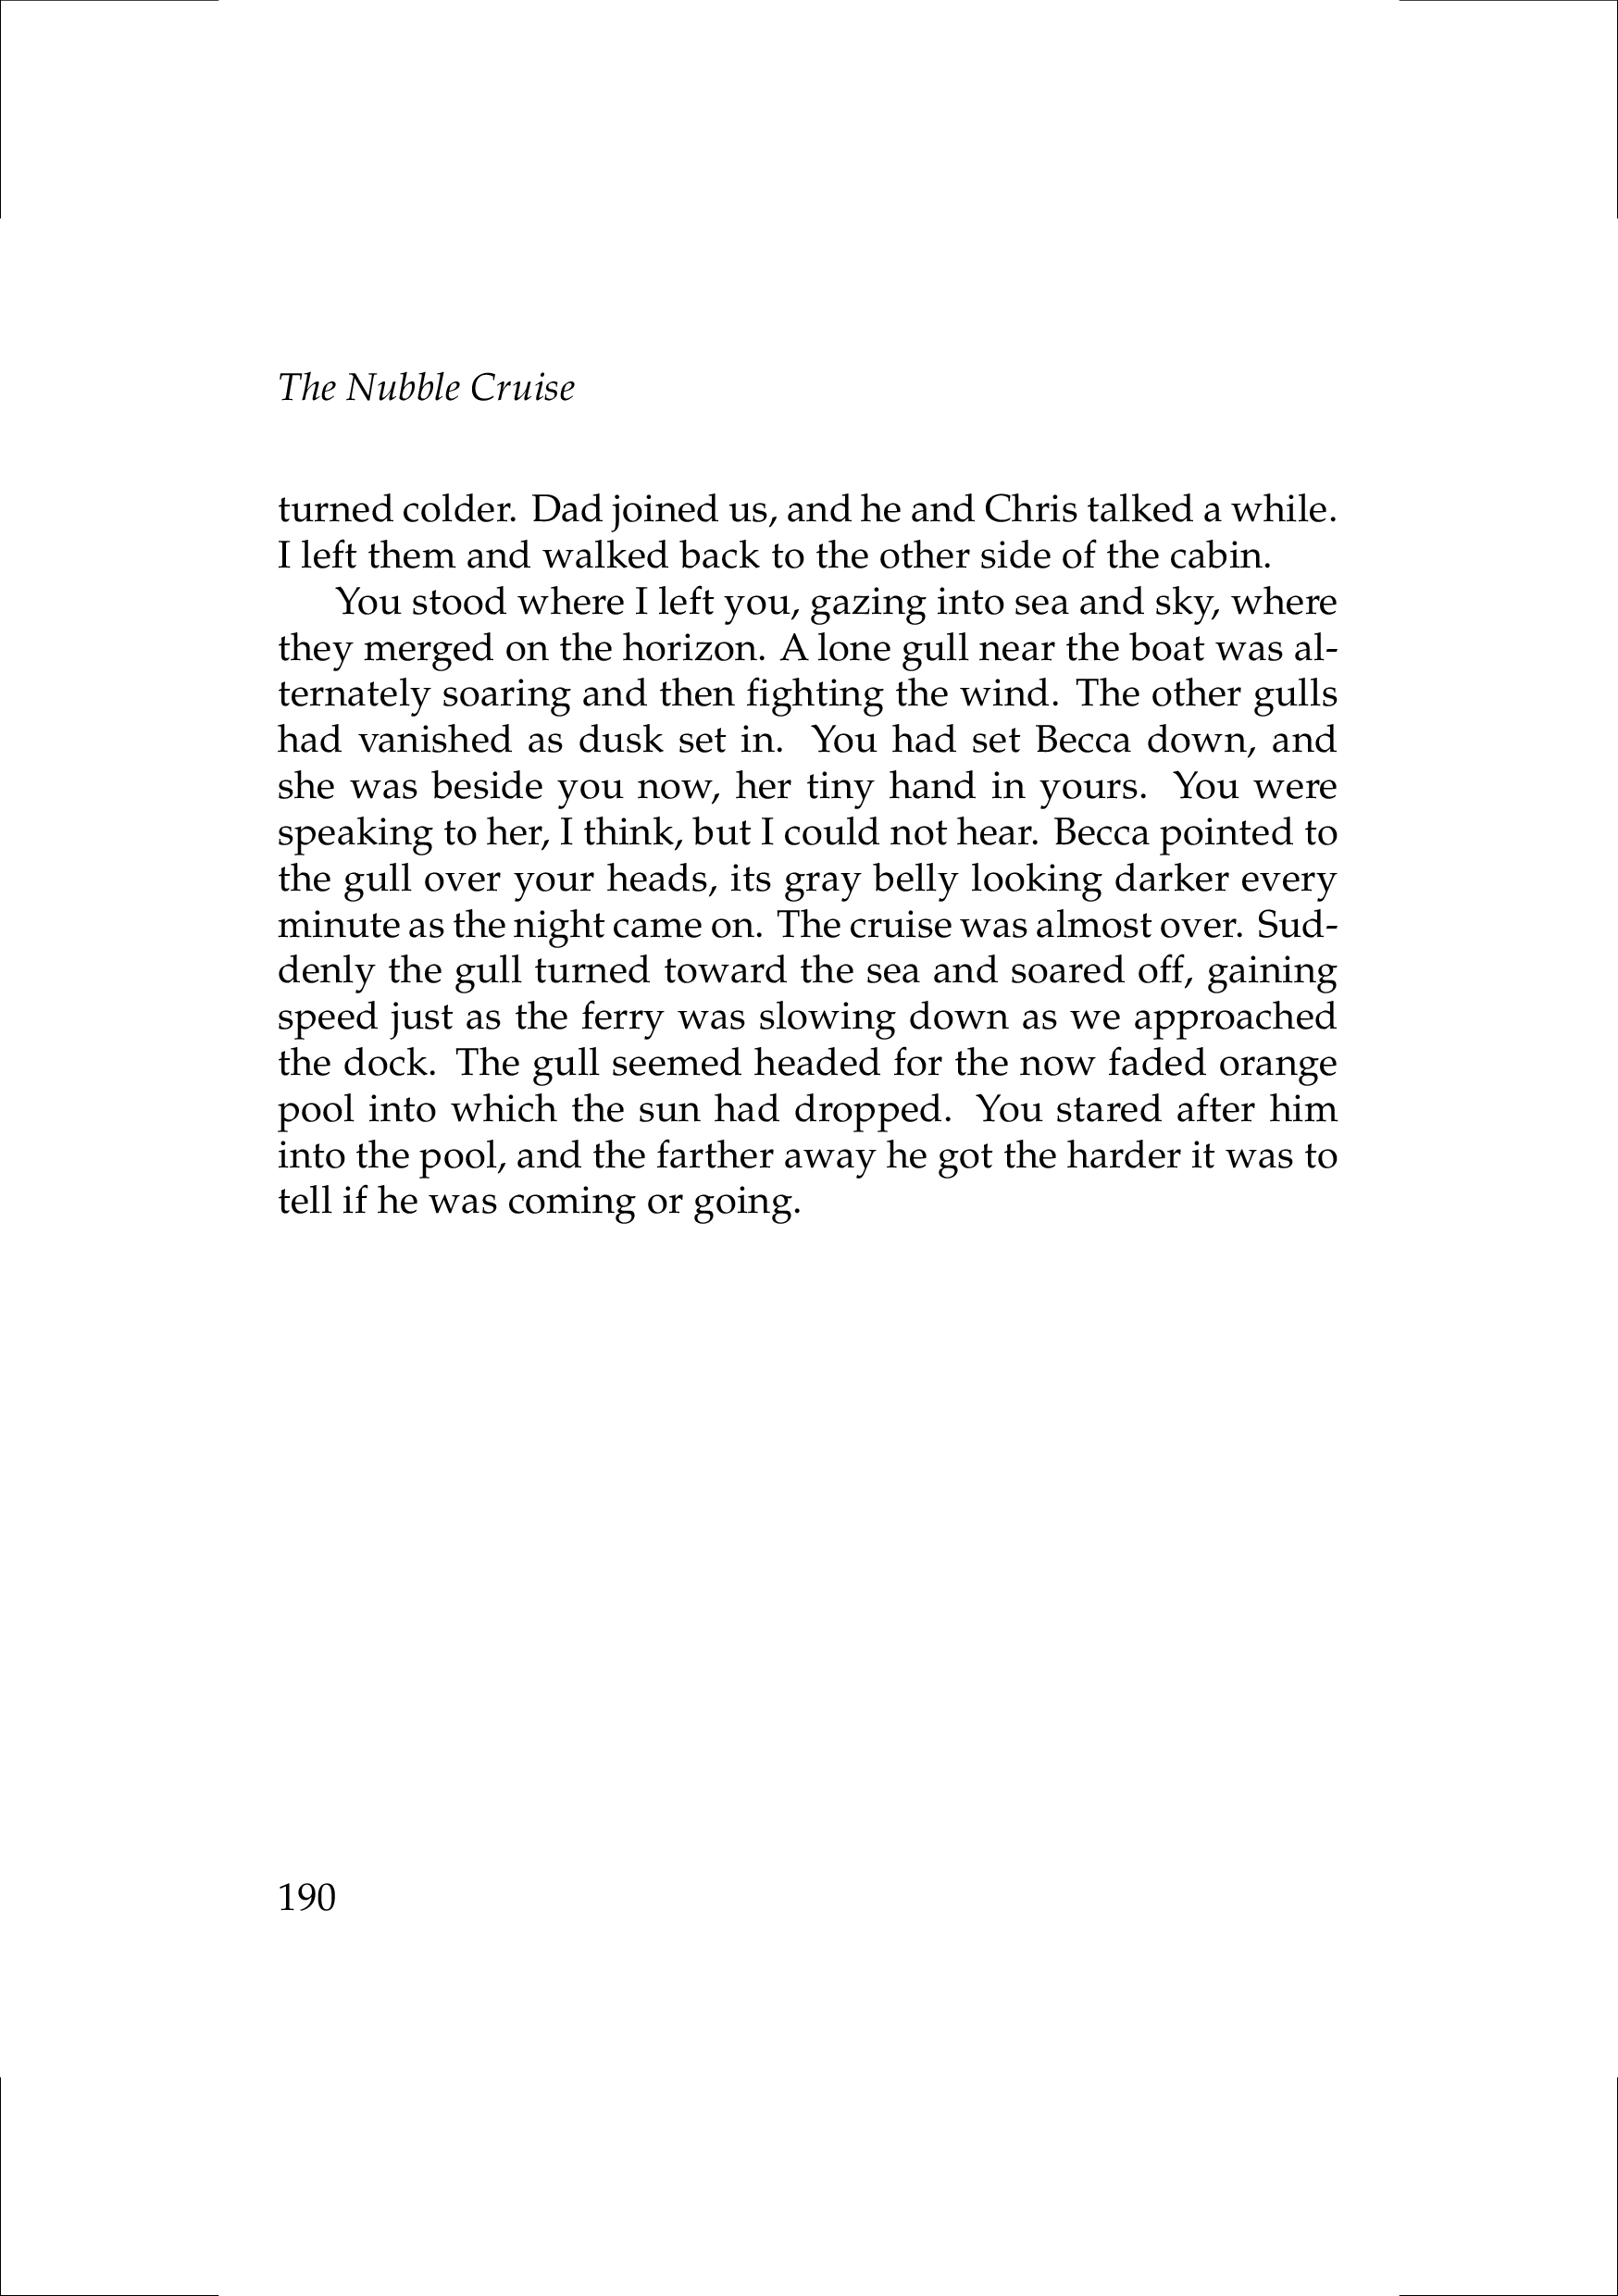 The Nubble Cruise
turned colder. Dad joined us, and he and Chris talked a while.
I left them and walked back to the other side of the cabin.
You stood where I left you, gazing into sea and sky, where
they merged on the horizon. A lone gull near the boat was al-
ternately soaring and then fighting the wind. The other gulls
had vanished as dusk set in. You had set Becca down, and
she was beside you now, her tiny hand in yours. You were
speaking to her, I think, but I could not hear. Becca pointed to
the gull over your heads, its gray belly looking darker every
minute as the night came on. The cruise was almost over. Sud-
denly the gull turned toward the sea and soared off, gaining
speed just as the ferry was slowing down as we approached
the dock. The gull seemed headed for the now faded orange
pool into which the sun had dropped. You stared after him
into the pool, and the farther away he got the harder it was to
tell if he was coming or going.
190